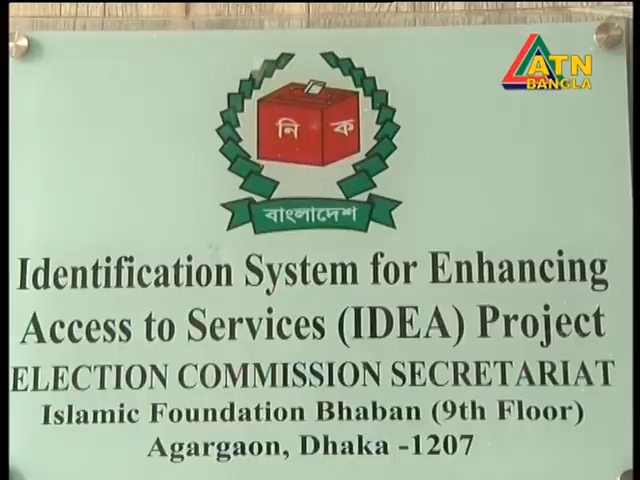 ATN
BANGLA
নি ক
বাংলাদেশ
Identification System for Enhancing
Access to Services (IDEA) Project
ELECTION COMMISSION SECRETARIAT
Islamic Foundation Bhaban (9th Floor)
Agargaon, Dhaka -1207